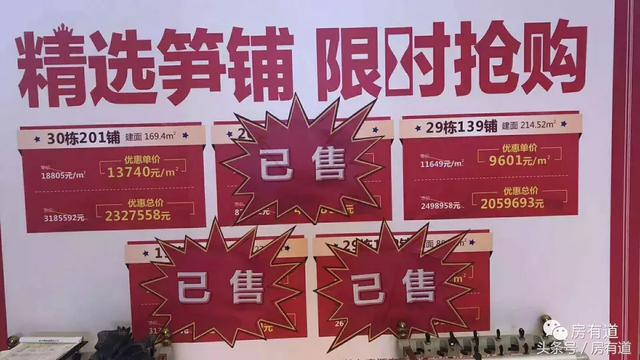 精选笋铺 限时抢购
30栋201铺 建面 169.4m²
优惠单价
18805元/m² 13740元/m²
优惠总价
3185592元 2327558元
已售
29栋139铺 建面 214.52m²
优惠单价
11649元/m² 9601元/m²
优惠总价
2498958元 2059693元
已售
已售
房有道
头条号 / 房有道